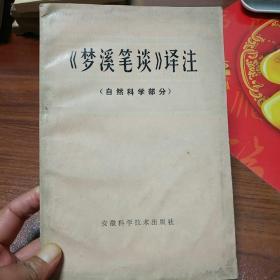 《梦溪笔谈》译注
（自然科学部分）
安徽科学技术出版社